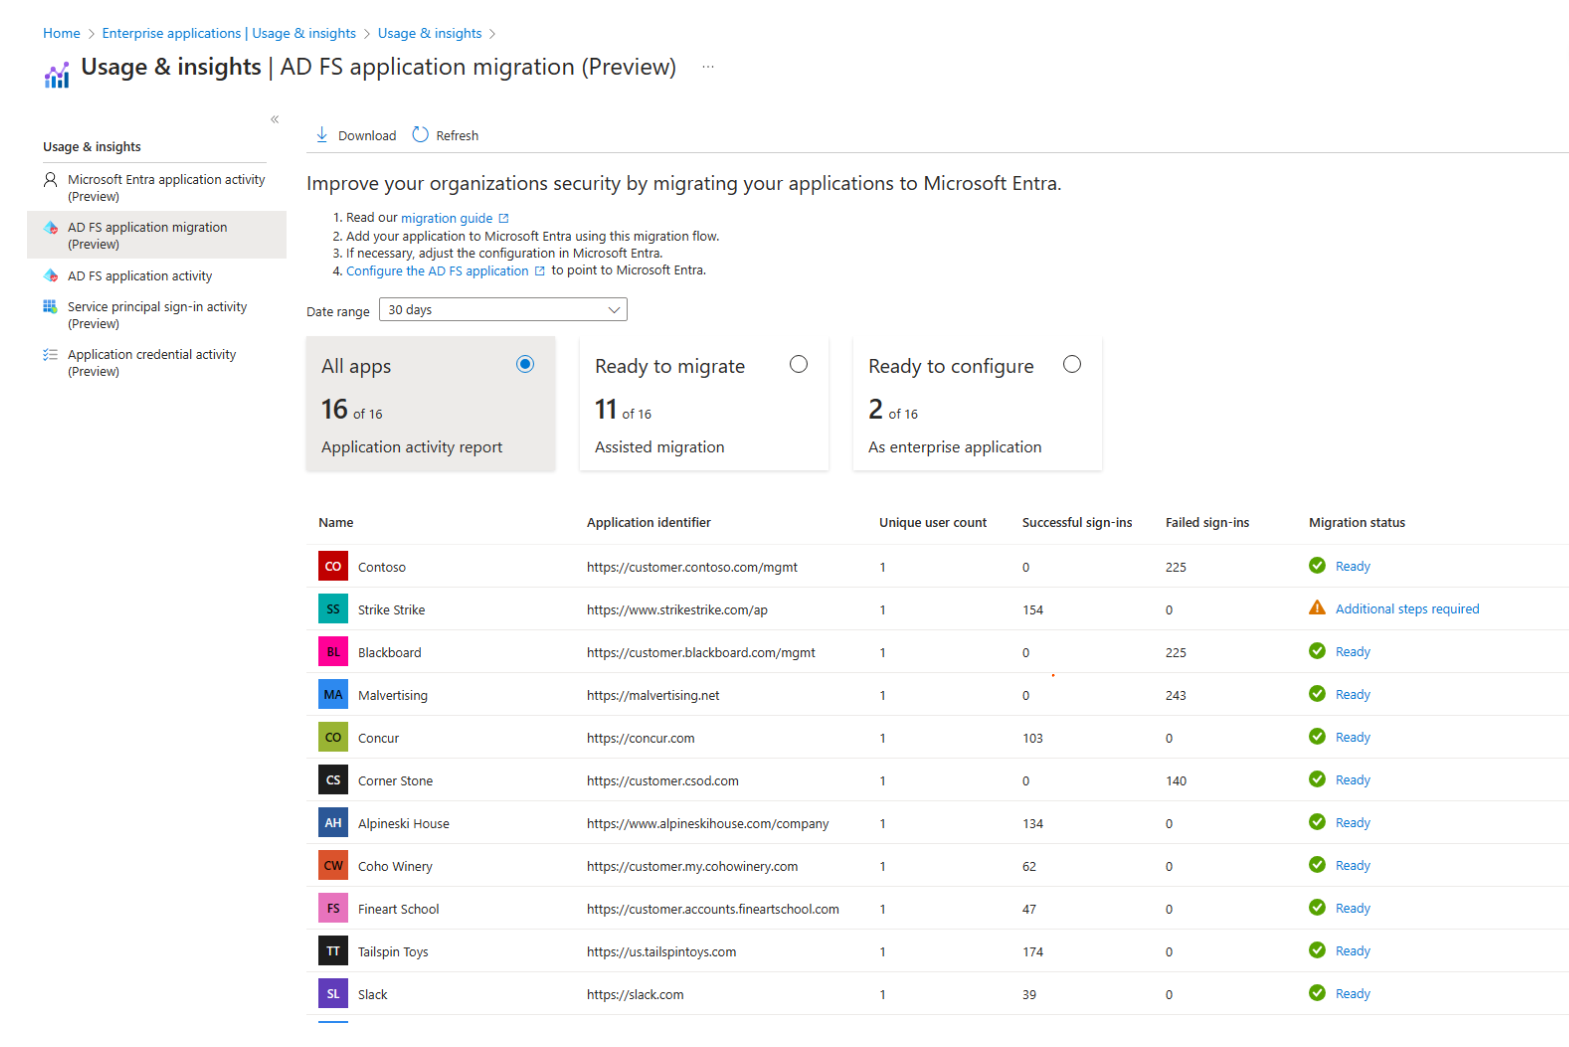 Home > Enterprise applications | Usage & insights > Usage & insights >
Usage & insights | AD FS application migration (Preview) ...
«
Usage & insights
Microsoft Entra application activity
(Preview)
AD FS application migration
(Preview)
AD FS application activity
Service principal sign-in activity
(Preview)
Application credential activity
(Preview)
Download Refresh
Improve your organizations security by migrating your applications to Microsoft Entra.
1. Read our migration guide
2. Add your application to Microsoft Entra using this migration flow.
3. If necessary, adjust the configuration in Microsoft Entra.
4. Configure the AD FS application to point to Microsoft Entra.
Date range 30 days
All apps
16 of 16
Application activity report
Ready to migrate
11 of 16
Assisted migration
Ready to configure
2 of 16
As enterprise application
Name Application identifier Unique user count Successful sign-ins Failed sign-ins Migration status
CO Contoso https://customer.contoso.com/mgmt 1 0 225 Ready
SS Strike Strike https://www.strikestrike.com/ap 1 154 0 Additional steps required
BL Blackboard https://customer.blackboard.com/mgmt 1 0 225 Ready
MA Malvertising https://malvertising.net 1 0 243 Ready
CO Concur https://concur.com 1 103 0 Ready
CS Corner Stone https://customer.csod.com 1 0 140 Ready
AH Alpineski House https://www.alpineskihouse.com/company 1 134 0 Ready
CW Coho Winery https://customer.my.cohowinery.com 1 62 0 Ready
FS Fineart School https://customer.accounts.fineartschool.com 1 47 0 Ready
TT Tailspin Toys https://us.tailspintoys.com 1 174 0 Ready
SL Slack https://slack.com 1 39 0 Ready